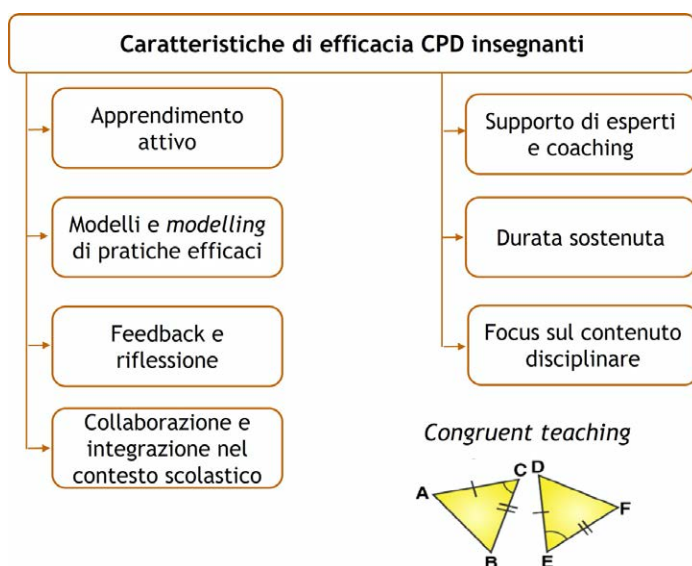 Caratteristiche di efficacia CPD insegnanti
Apprendimento
attivo
Modelli e modelling
di pratiche efficaci
Feedback e
riflessione
Collaborazione e
integrazione nel
contesto scolastico
Supporto di esperti
e coaching
Durata sostenuta
Focus sul contenuto
disciplinare
Congruent teaching
C D
A
F
B
E